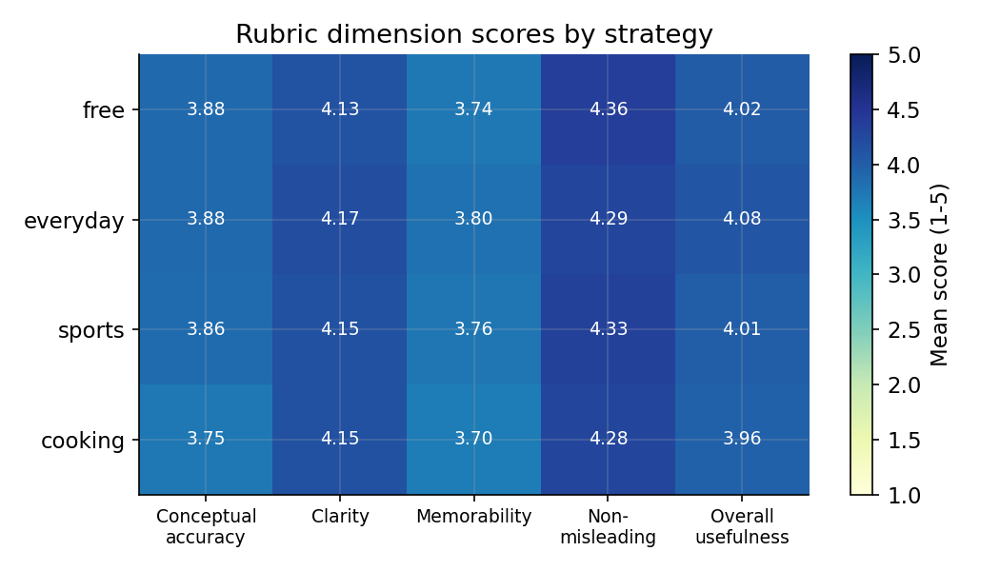 Rubric dimension scores by strategy
free 3.88 4.13 3.74 4.36 4.02
everyday 3.88 4.17 3.80 4.29 4.08
sports 3.86 4.15 3.76 4.33 4.01
cooking 3.75 4.15 3.70 4.28 3.96
Conceptual
accuracy
Clarity
Memorability
Non-
misleading
Overall
usefulness
5.0
4.5
4.0
3.5
3.0
2.5
2.0
1.5
1.0
Mean score (1-5)